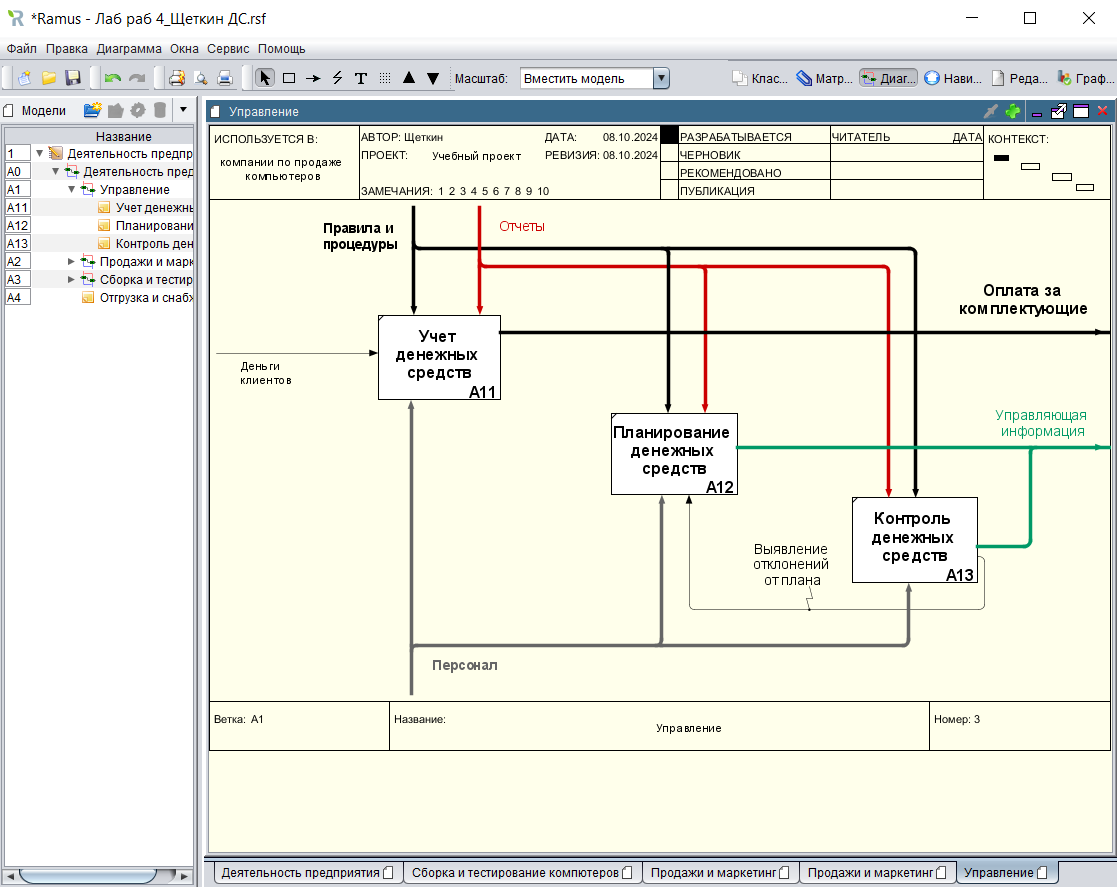 *Ramus - Лаб раб 4_Щеткин ДС.rsf
Файл Правка Диаграмма Окна Сервис Помощь
Масштаб: Вместить модель Клас... Матр... Диаг... Нави... Реда... Граф...
Модели
Название
1 Деятельность предпр
A0 Деятельность пред
A1 Управление
A11 Учет денежны
A12 Планировани
A13 Контроль ден
A2 Продажи и марк
A3 Сборка и тестир
A4 Отгрузка и снабж
Управление
ИСПОЛЬЗУЕТСЯ В:
компании по продаже
компьютеров
АВТОР: Щеткин
ДАТА: 08.10.2024
ПРОЕКТ: Учебный проект
РЕВИЗИЯ: 08.10.2024
ЗАМЕЧАНИЯ: 1 2 3 4 5 6 7 8 9 10
РАЗРАБАТЫВАЕТСЯ
ЧЕРНОВИК
РЕКОМЕНДОВАНО
ПУБЛИКАЦИЯ
ЧИТАТЕЛЬ ДАТА
КОНТЕКСТ:
Правила и
процедуры
Отчеты
Оплата за
комплектующие
Учет
денежных
средств
A11
Деньги
клиентов
Управляющая
информация
Планирование
денежных
средств
A12
Контроль
денежных
средств
A13
Выявление
отклонений
от плана
Персонал
Ветка: A1
Название:
Управление
Номер: 3
Деятельность предприятия
Сборка и тестирование компютеров
Продажи и маркетинг
Продажи и маркетинг
Управление